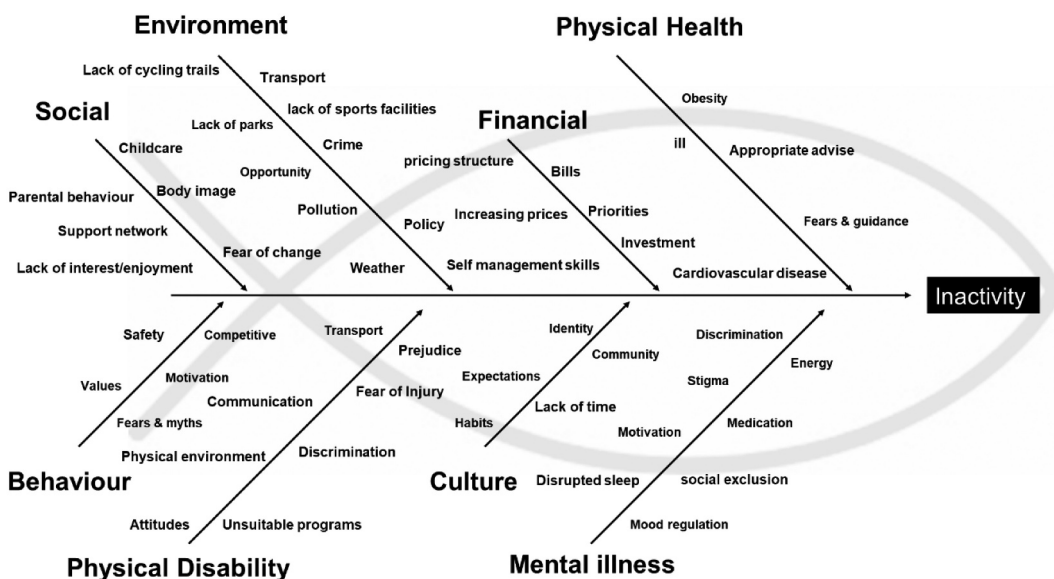 Environment
Physical Health
Lack of cycling trails
Transport
Obesity
Social
lack of sports facilities
Lack of parks
Financial
Childcare
Crime
ill
Appropriate advise
pricing structure
Bills
Opportunity
Parental behaviour
Body image
Pollution
Increasing prices
Priorities
Policy
Fears & guidance
Support network
Investment
Fear of change
Lack of interest/enjoyment
Weather
Self management skills
Cardiovascular disease
Inactivity
Safety
Competitive
Transport
Identity
Discrimination
Prejudice
Community
Energy
Values
Motivation
Expectations
Stigma
Communication
Fear of Injury
Lack of time
Fears & myths
Habits
Motivation
Medication
Physical environment
Discrimination
Behaviour
Culture
Disrupted sleep
social exclusion
Attitudes
Unsuitable programs
Mood regulation
Physical Disability
Mental illness